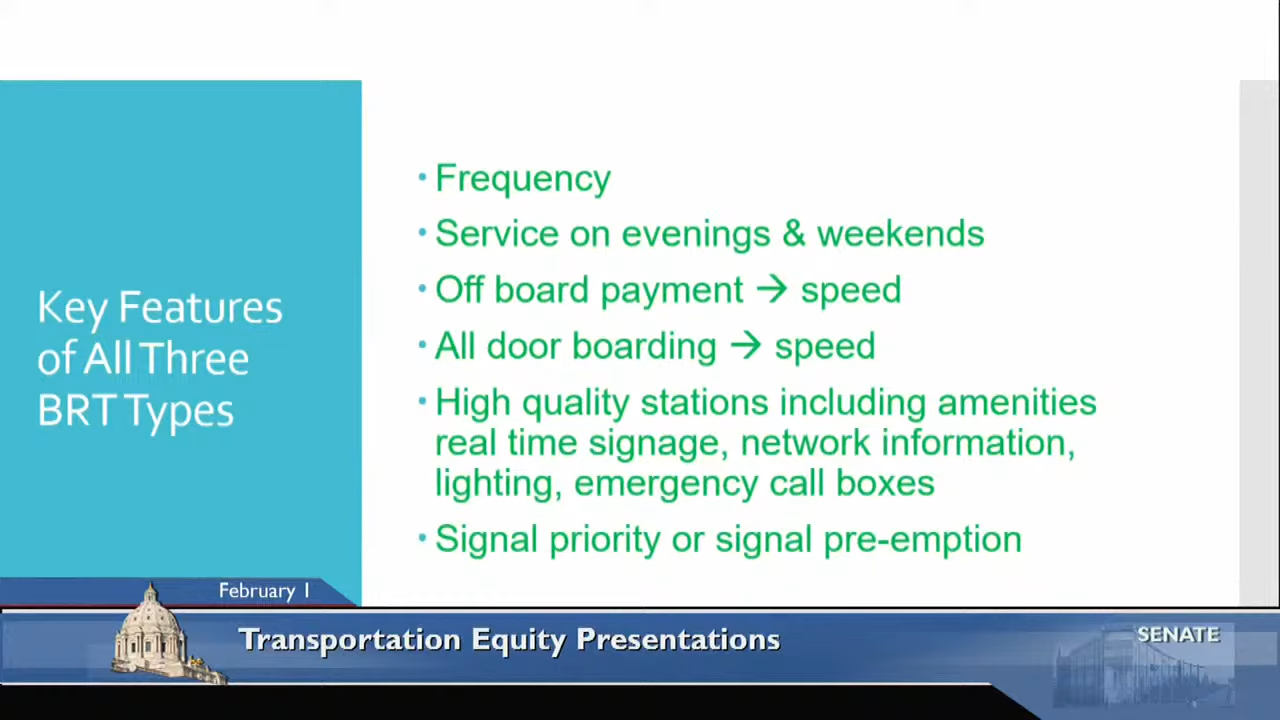 Key Features
of All Three
BRT Types
• Frequency
• Service on evenings & weekends
• Off board payment → speed
• All door boarding → speed
• High quality stations including amenities
real time signage, network information,
lighting, emergency call boxes
• Signal priority or signal pre-emption
February 1
Transportation Equity Presentations
SENATE